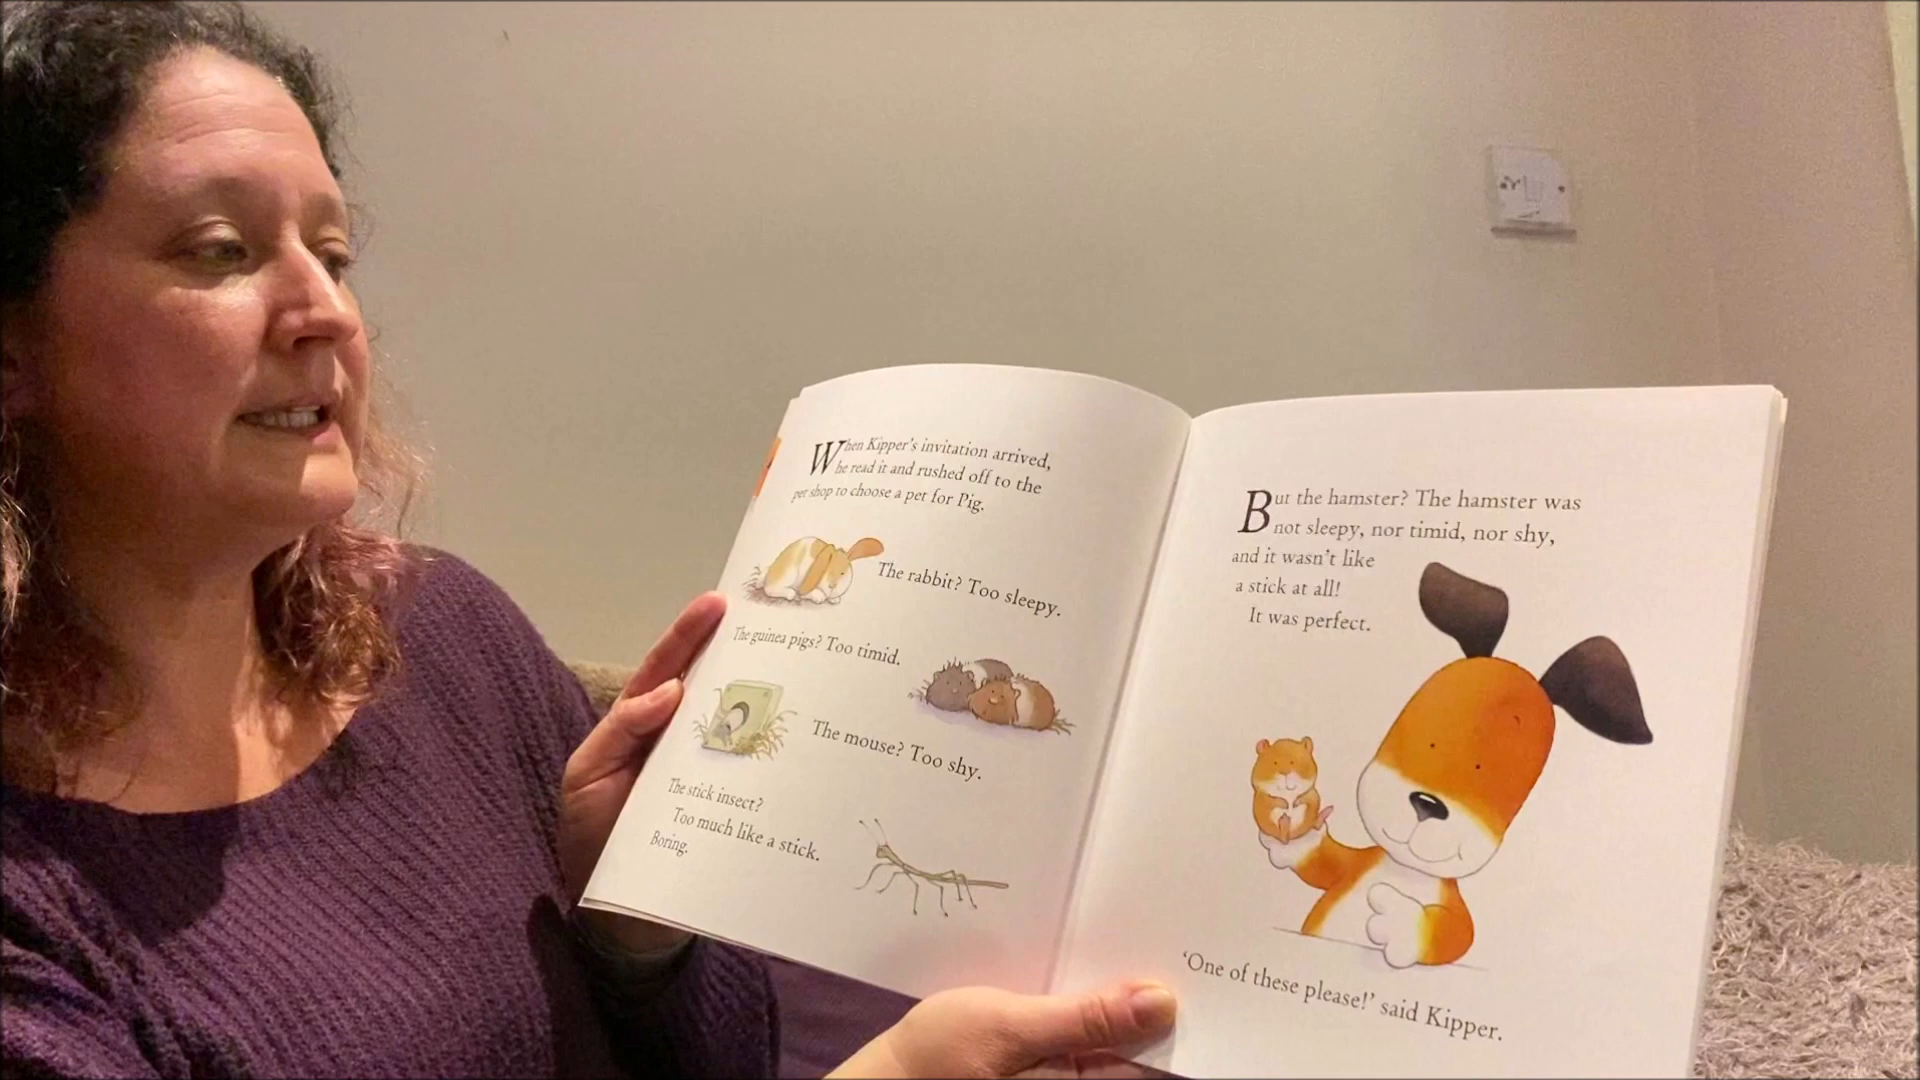 When Kipper's invitation arrived,
he read it and rushed off to the
pet shop to choose a pet for Pig.
The rabbit? Too sleepy.
The guinea pigs? Too timid.
The mouse? Too shy.
The stick insect?
Too much like a stick.
Boring.
But the hamster? The hamster was
not sleepy, nor timid, nor shy,
and it wasn't like
a stick at all!
It was perfect.
'One of these please!' said Kipper.